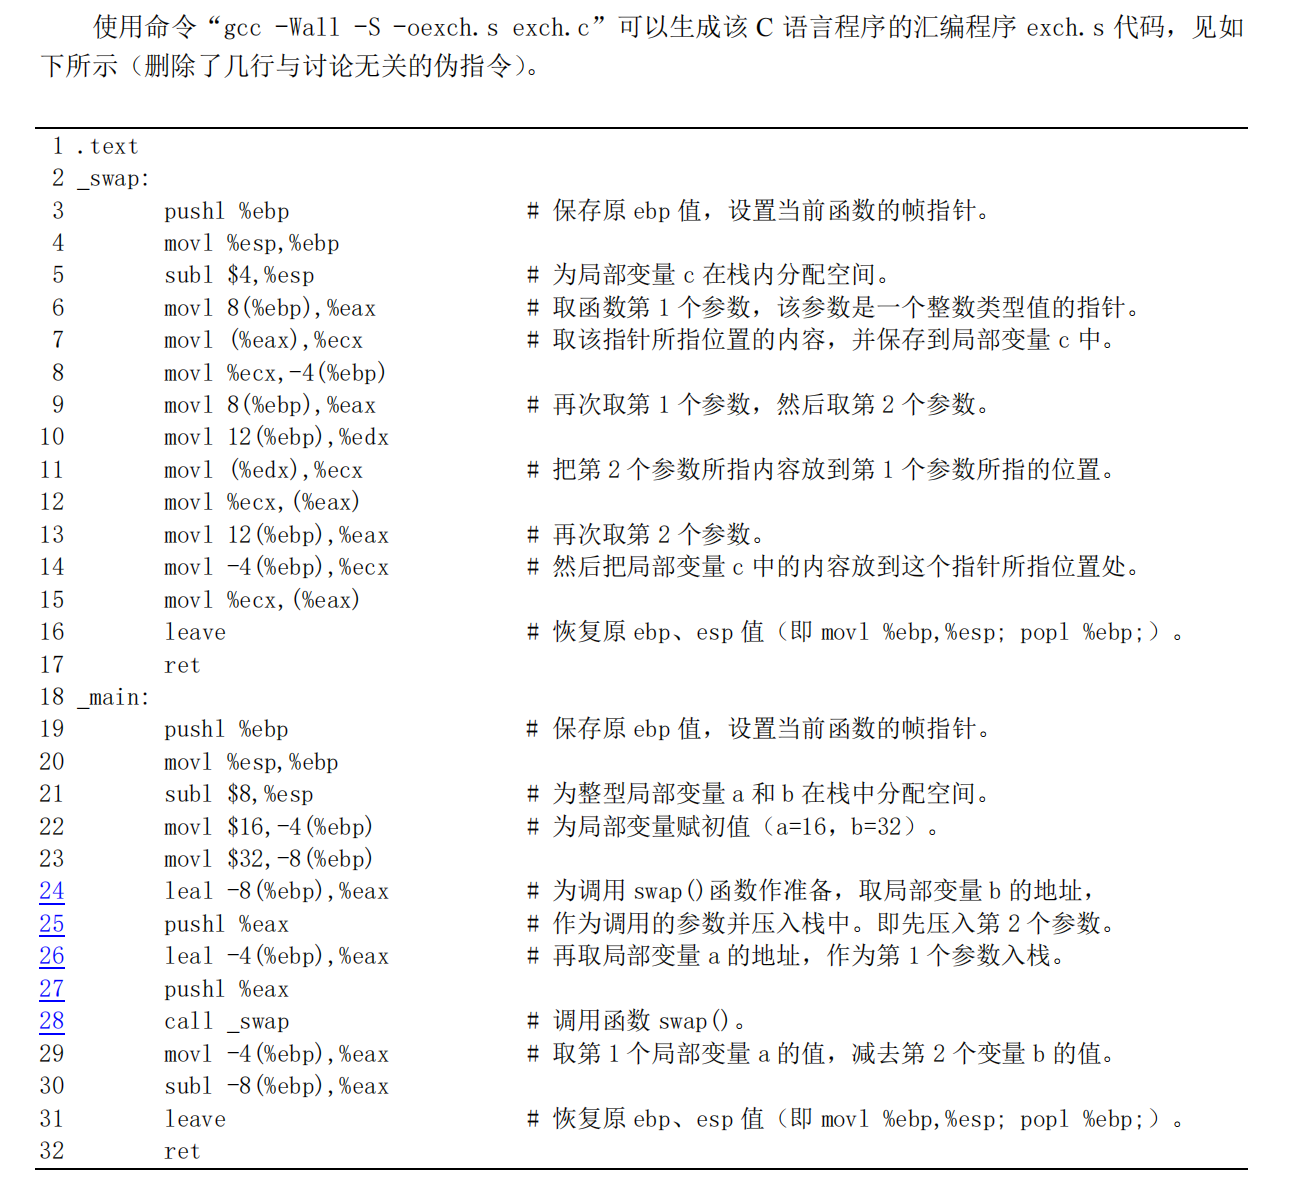 使用命令“gcc -Wall -S -oexch.s exch.c”可以生成该 C 语言程序的汇编程序 exch.s 代码，见如
下所示（删除了几行与讨论无关的伪指令）。
1 .text
2 _swap:
3 pushl %ebp # 保存原 ebp 值，设置当前函数的帧指针。
4 movl %esp,%ebp
5 subl $4,%esp # 为局部变量 c 在栈内分配空间。
6 movl 8(%ebp),%eax # 取函数第 1 个参数，该参数是一个整数类型值的指针。
7 movl (%eax),%ecx # 取该指针所指位置的内容，并保存到局部变量 c 中。
8 movl %ecx,-4(%ebp)
9 movl 8(%ebp),%eax # 再次取第 1 个参数，然后取第 2 个参数。
10 movl 12(%ebp),%edx
11 movl (%edx),%ecx # 把第 2 个参数所指内容放到第 1 个参数所指的位置。
12 movl %ecx,(%eax)
13 movl 12(%ebp),%eax # 再次取第 2 个参数。
14 movl -4(%ebp),%ecx # 然后把局部变量 c 中的内容放到这个指针所指位置处。
15 movl %ecx,(%eax)
16 leave # 恢复原 ebp、esp 值（即 movl %ebp,%esp; popl %ebp;）。
17 ret
18 _main:
19 pushl %ebp # 保存原 ebp 值，设置当前函数的帧指针。
20 movl %esp,%ebp
21 subl $8,%esp # 为整型局部变量 a 和 b 在栈中分配空间。
22 movl $16,-4(%ebp) # 为局部变量赋初值（a=16，b=32）。
23 movl $32,-8(%ebp)
24 leal -8(%ebp),%eax # 为调用 swap()函数作准备，取局部变量 b 的地址，
25 pushl %eax # 作为调用的参数并压入栈中。即先压入第 2 个参数。
26 leal -4(%ebp),%eax # 再取局部变量 a 的地址，作为第 1 个参数入栈。
27 pushl %eax
28 call _swap # 调用函数 swap()。
29 movl -4(%ebp),%eax # 取第 1 个局部变量 a 的值，减去第 2 个变量 b 的值。
30 subl -8(%ebp),%eax
31 leave # 恢复原 ebp、esp 值（即 movl %ebp,%esp; popl %ebp;）。
32 ret